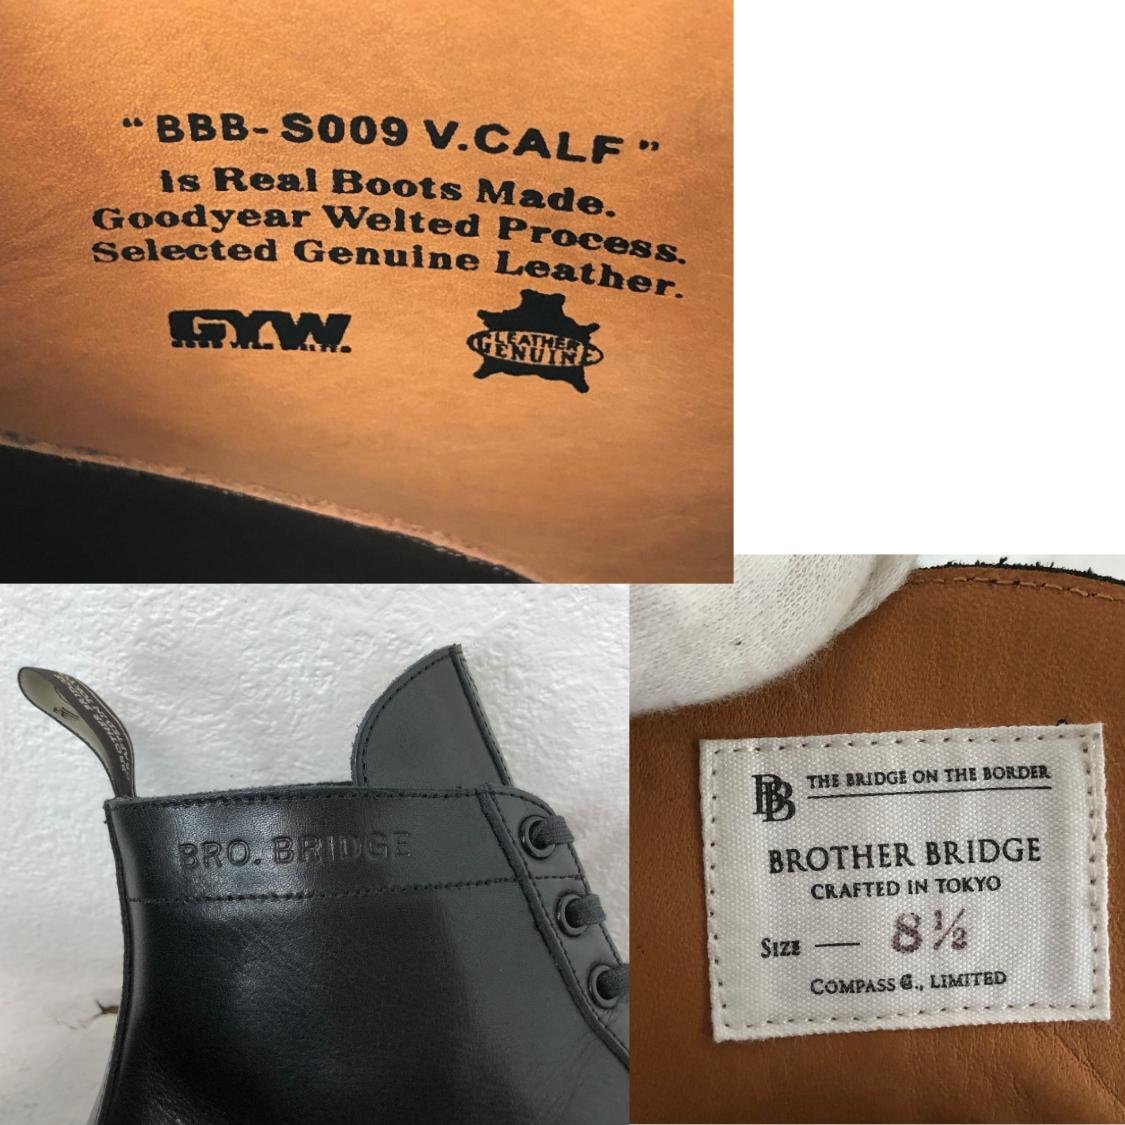 “ BBB- S009 V.CALF ”
is Real Boots Made.
Goodyear Welted Process.
Selected Genuine Leather.
GYW
LEATHER
GENUINE
BRO. BRIDGE
BB THE BRIDGE ON THE BORDER
BROTHER BRIDGE
CRAFTED IN TOKYO
SIZE — 8½
COMPASS C., LIMITED